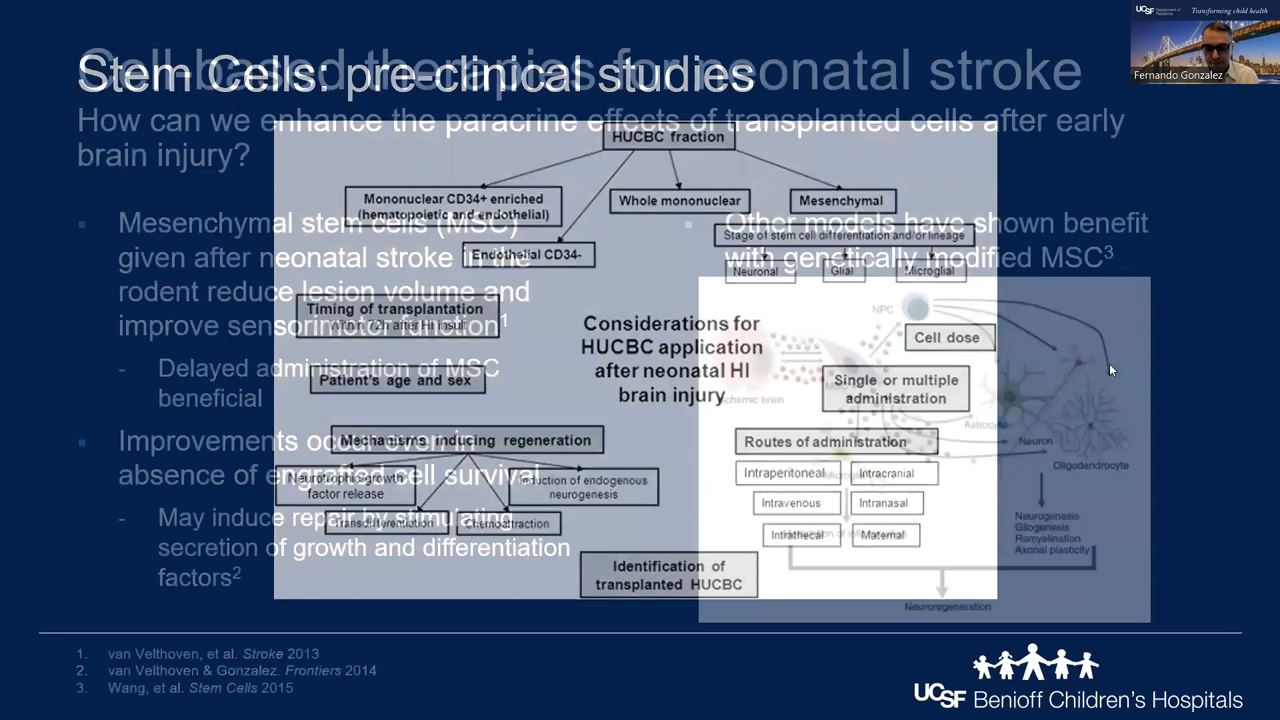 UCSF Department of Pediatrics
Transforming child health
Fernando Gonzalez
Cell-based therapies for neonatal stroke
Stem Cells: pre-clinical studies
How can we enhance the paracrine effects of transplanted cells after early
brain injury?
Mesenchymal stem cells (MSC)
given after neonatal stroke in the
rodent reduce lesion volume and
improve sensorimotor function1
- Delayed administration of MSC
beneficial
Improvements occur even in
absence of engrafted cell survival
- May induce repair by stimulating
secretion of growth and differentiation
factors2
Other models have shown benefit
with genetically modified MSC3
HUCBC fraction
Mononuclear CD34+ enriched
(hematopoietic and endothelial)
Whole mononuclear
Mesenchymal
Endothelial CD34-
Stage of stem cell differentiation and/or lineage
Neuronal
Glial
Microglial
Timing of transplantation
within 72h after HI insult
Patient's age and sex
Considerations for
HUCBC application
after neonatal HI
brain injury
Cell dose
Single or multiple
administration
Mechanisms inducing regeneration
Neurotrophic/growth
factor release
Induction of endogenous
neurogenesis
Transdifferentiation
Chemoattraction
Routes of administration
Intraperitoneal
Intracranial
Intravenous
Intranasal
Intrathecal
Maternal
Identification of
transplanted HUCBC
NPC
Neuron
Oligodendrocyte
Neurogenesis
Gliogenesis
Remyelination
Axonal plasticity
Neuroregeneration
1. van Velthoven, et al. Stroke 2013
2. van Velthoven & Gonzalez. Frontiers 2014
3. Wang, et al. Stem Cells 2015
UCSF Benioff Children's Hospitals